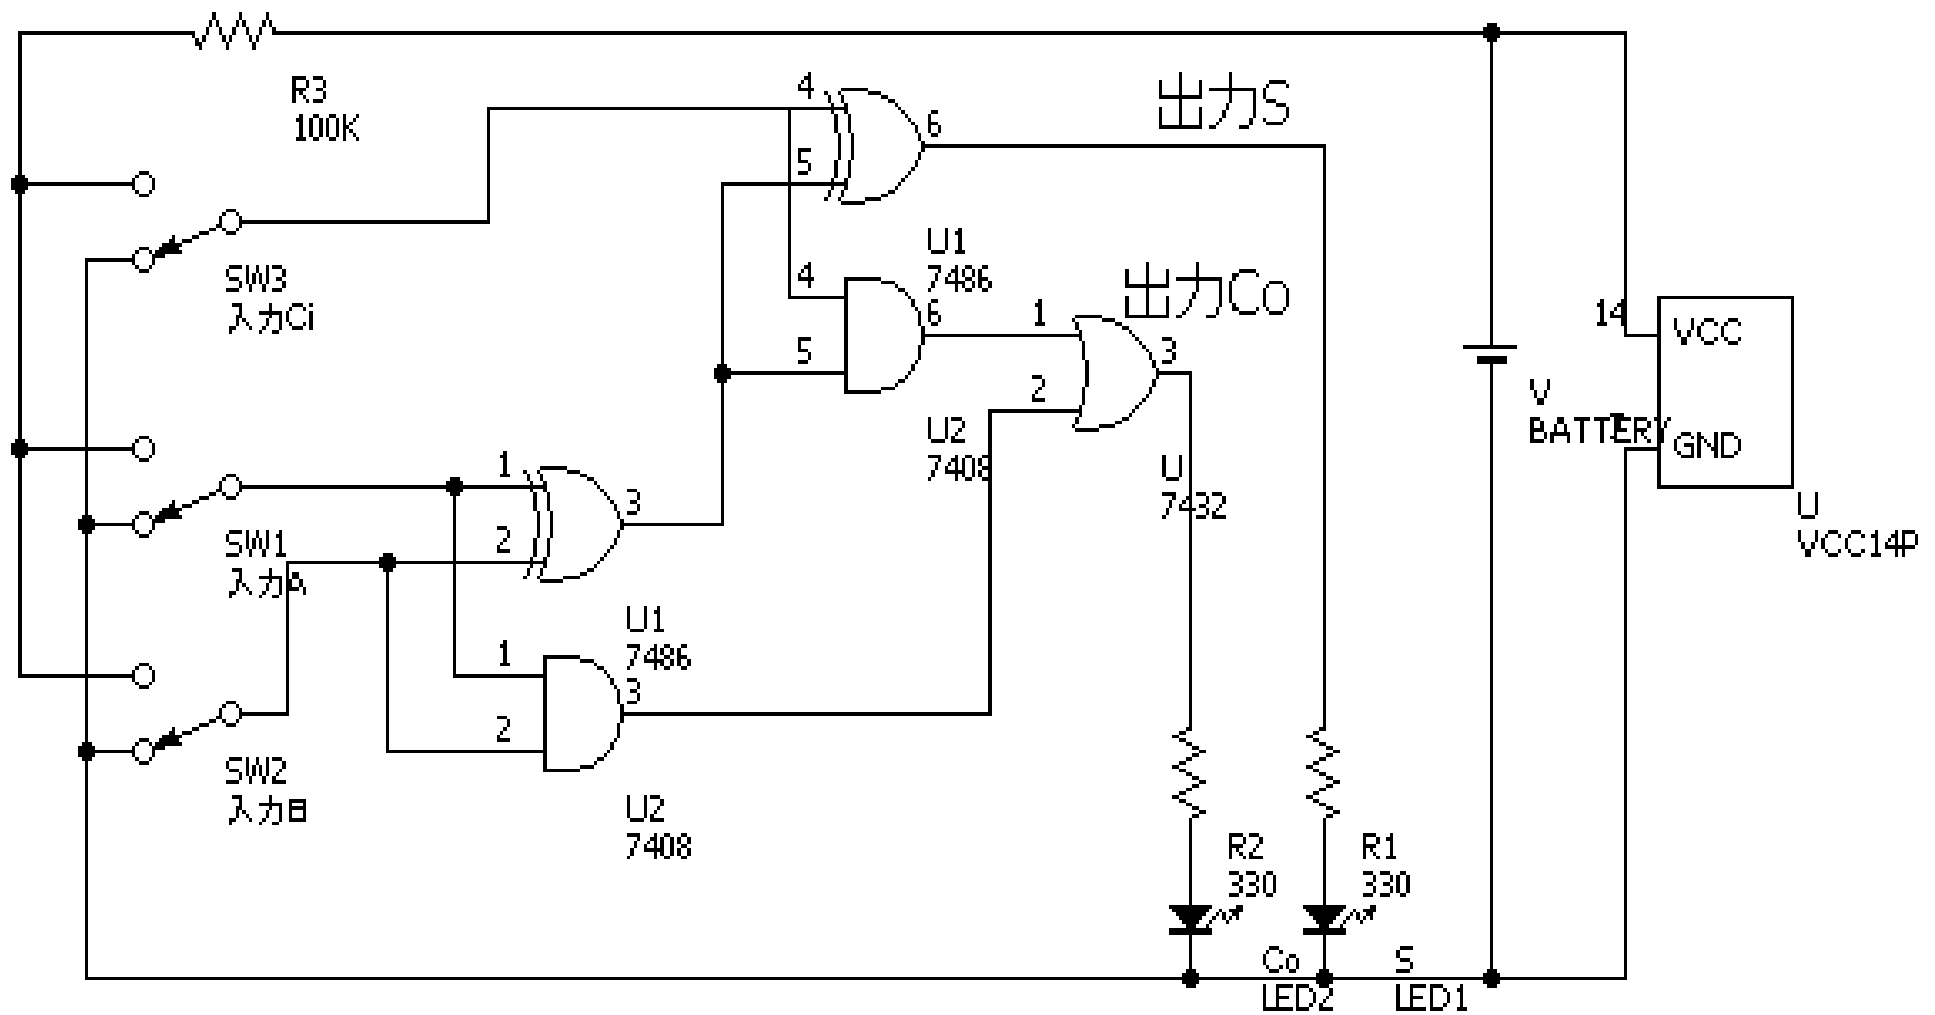 R3
100K
4
5
6
出力S
U1
7486
SW3
入力Ci
4
5
6
出力Co
1
2
3
U2
7408
U
7432
14
VCC
V
BATTERY
GND
U
VCC14P
1
2
3
SW1
入力A
U1
7486
1
2
3
SW2
入力B
U2
7408
R2
330
R1
330
Co
LED2
S
LED1